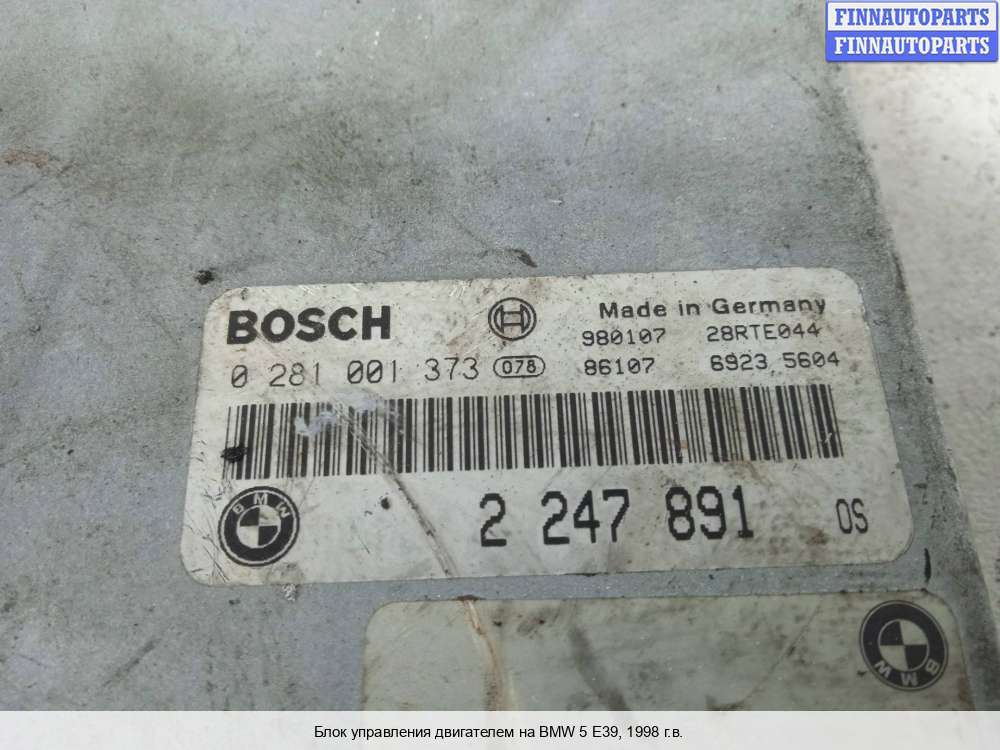 FINNAUTOPARTS
FINNAUTOPARTS
BOSCH
Made in Germany
980107 28RTE044
0 281 001 373 078 86107 6923 5604
BMW
2 247 891 0S
BMW
Блок управления двигателем на BMW 5 E39, 1998 г.в.